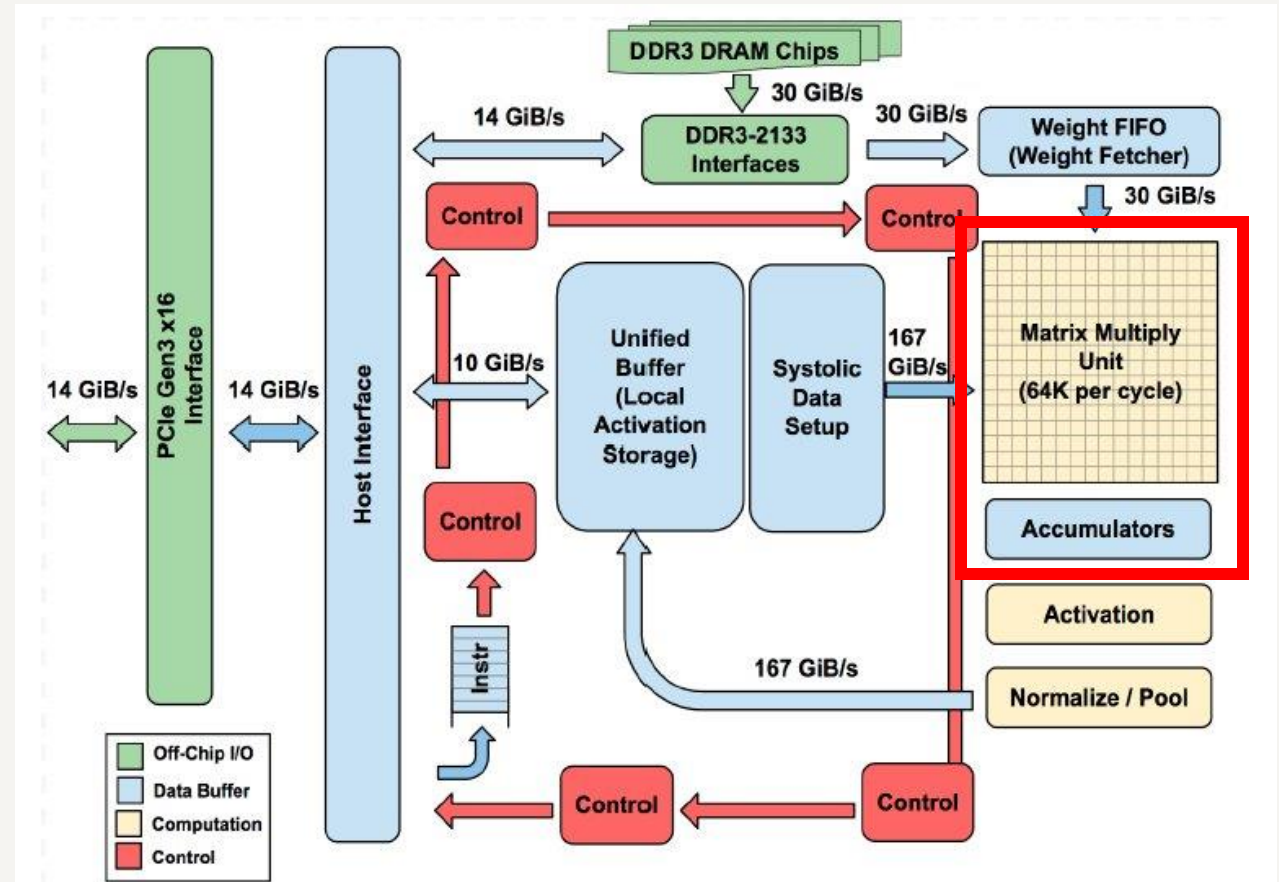 DDR3 DRAM Chips
30 GiB/s
14 GiB/s
DDR3-2133
Interfaces
30 GiB/s
Weight FIFO
(Weight Fetcher)
30 GiB/s
Control
Control
PCIe Gen3 x16
Interface
Host Interface
14 GiB/s
14 GiB/s
10 GiB/s
Unified
Buffer
(Local
Activation
Storage)
Systolic
Data
Setup
167
GiB/s
Matrix Multiply
Unit
(64K per cycle)
Accumulators
Activation
Normalize / Pool
167 GiB/s
Control
Instr
Control
Control
Off-Chip I/O
Data Buffer
Computation
Control